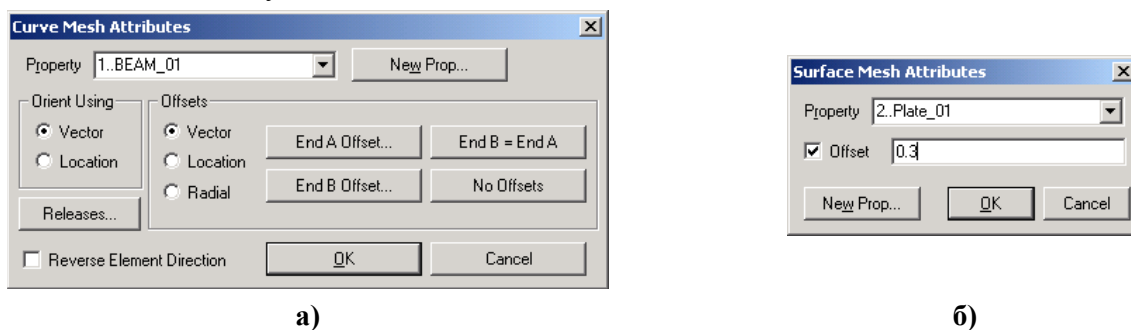 Curve Mesh Attributes
Property 1..BEAM_01 New Prop...
Orient Using
Vector
Location
Releases...
Offsets
Vector
Location
Radial
End A Offset...
End B = End A
End B Offset...
No Offsets
Reverse Element Direction
OK
Cancel
а)
Surface Mesh Attributes
Property 2..Plate_01
Offset 0.3
New Prop...
OK
Cancel
б)